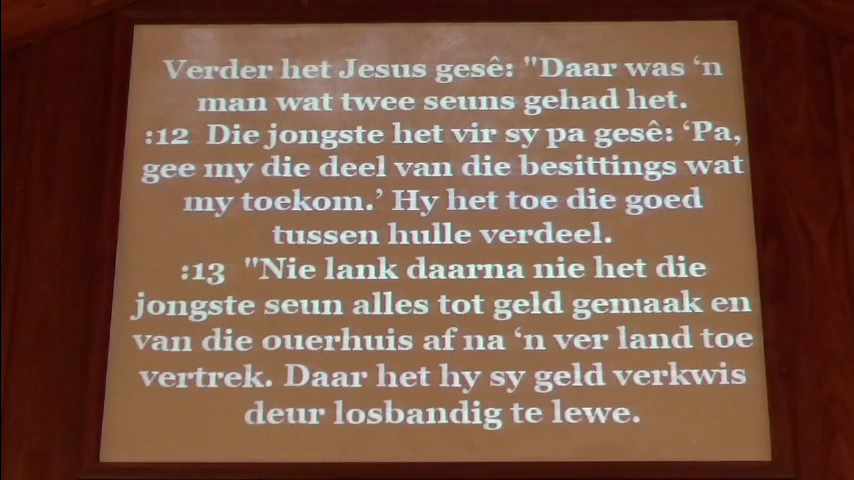 Verder het Jesus gesê: "Daar was ‘n
man wat twee seuns gehad het.
:12 Die jongste het vir sy pa gesê: ‘Pa,
gee my die deel van die besittings wat
my toekom.’ Hy het toe die goed
tussen hulle verdeel.
:13 "Nie lank daarna nie het die
jongste seun alles tot geld gemaak en
van die ouerhuis af na ‘n ver land toe
vertrek. Daar het hy sy geld verkwis
deur losbandig te lewe.